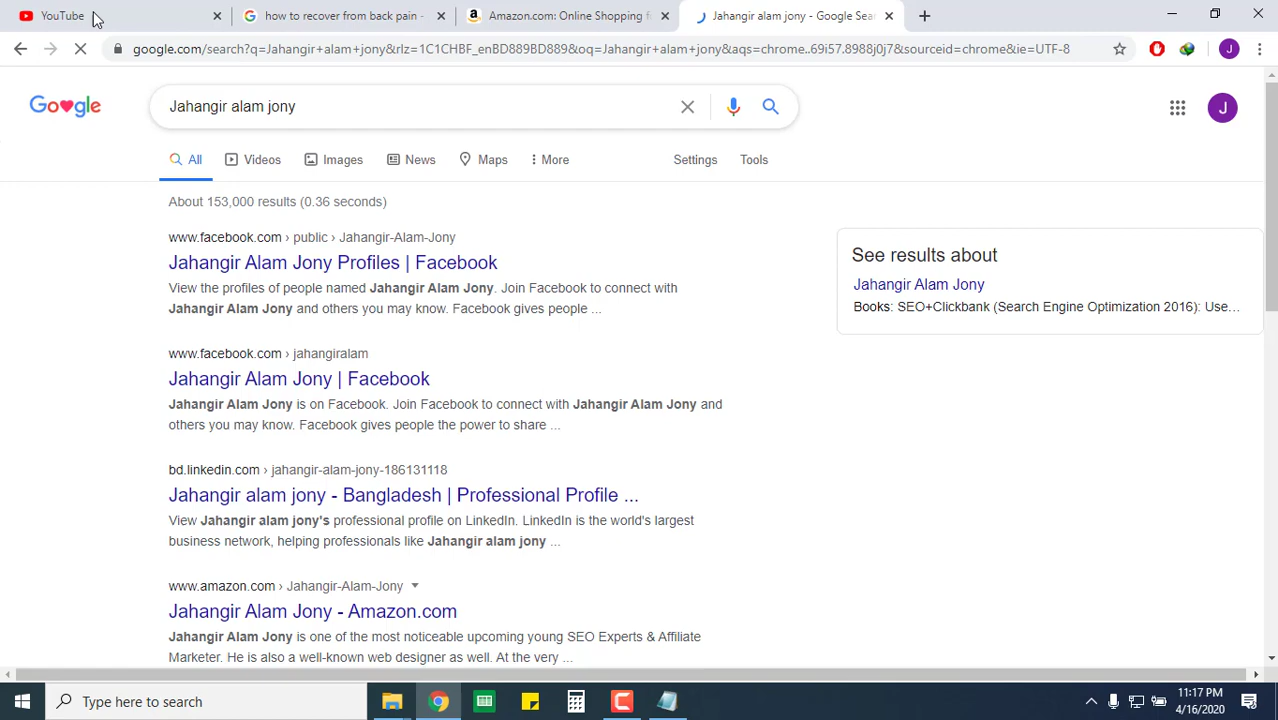 YouTube
how to recover from back pain -
Amazon.com: Online Shopping f
Jahangir alam jony - Google Sea
google.com/search?q=Jahangir+alam+jony&rlz=1C1CHBF_enBD889BD889&oq=Jahangir+alam+jony&aqs=chrome..69i57.8988j0j7&sourceid=chrome&ie=UTF-8
J
Go gle
Jahangir alam jony
J
All
Videos
Images
News
Maps
More
Settings
Tools
About 153,000 results (0.36 seconds)
www.facebook.com › public › Jahangir-Alam-Jony
Jahangir Alam Jony Profiles | Facebook
View the profiles of people named Jahangir Alam Jony. Join Facebook to connect with
Jahangir Alam Jony and others you may know. Facebook gives people ...
See results about
Jahangir Alam Jony
Books: SEO+Clickbank (Search Engine Optimization 2016): Use...
www.facebook.com › jahangiralam
Jahangir Alam Jony | Facebook
Jahangir Alam Jony is on Facebook. Join Facebook to connect with Jahangir Alam Jony and
others you may know. Facebook gives people the power to share ...
bd.linkedin.com › jahangir-alam-jony-186131118
Jahangir alam jony - Bangladesh | Professional Profile ...
View Jahangir alam jony's professional profile on LinkedIn. LinkedIn is the world's largest
business network, helping professionals like Jahangir alam jony ...
www.amazon.com › Jahangir-Alam-Jony
Jahangir Alam Jony - Amazon.com
Jahangir Alam Jony is one of the most noticeable upcoming young SEO Experts & Affiliate
Marketer. He is also a well-known web designer as well. At the very ...
Type here to search
11:17 PM
4/16/2020